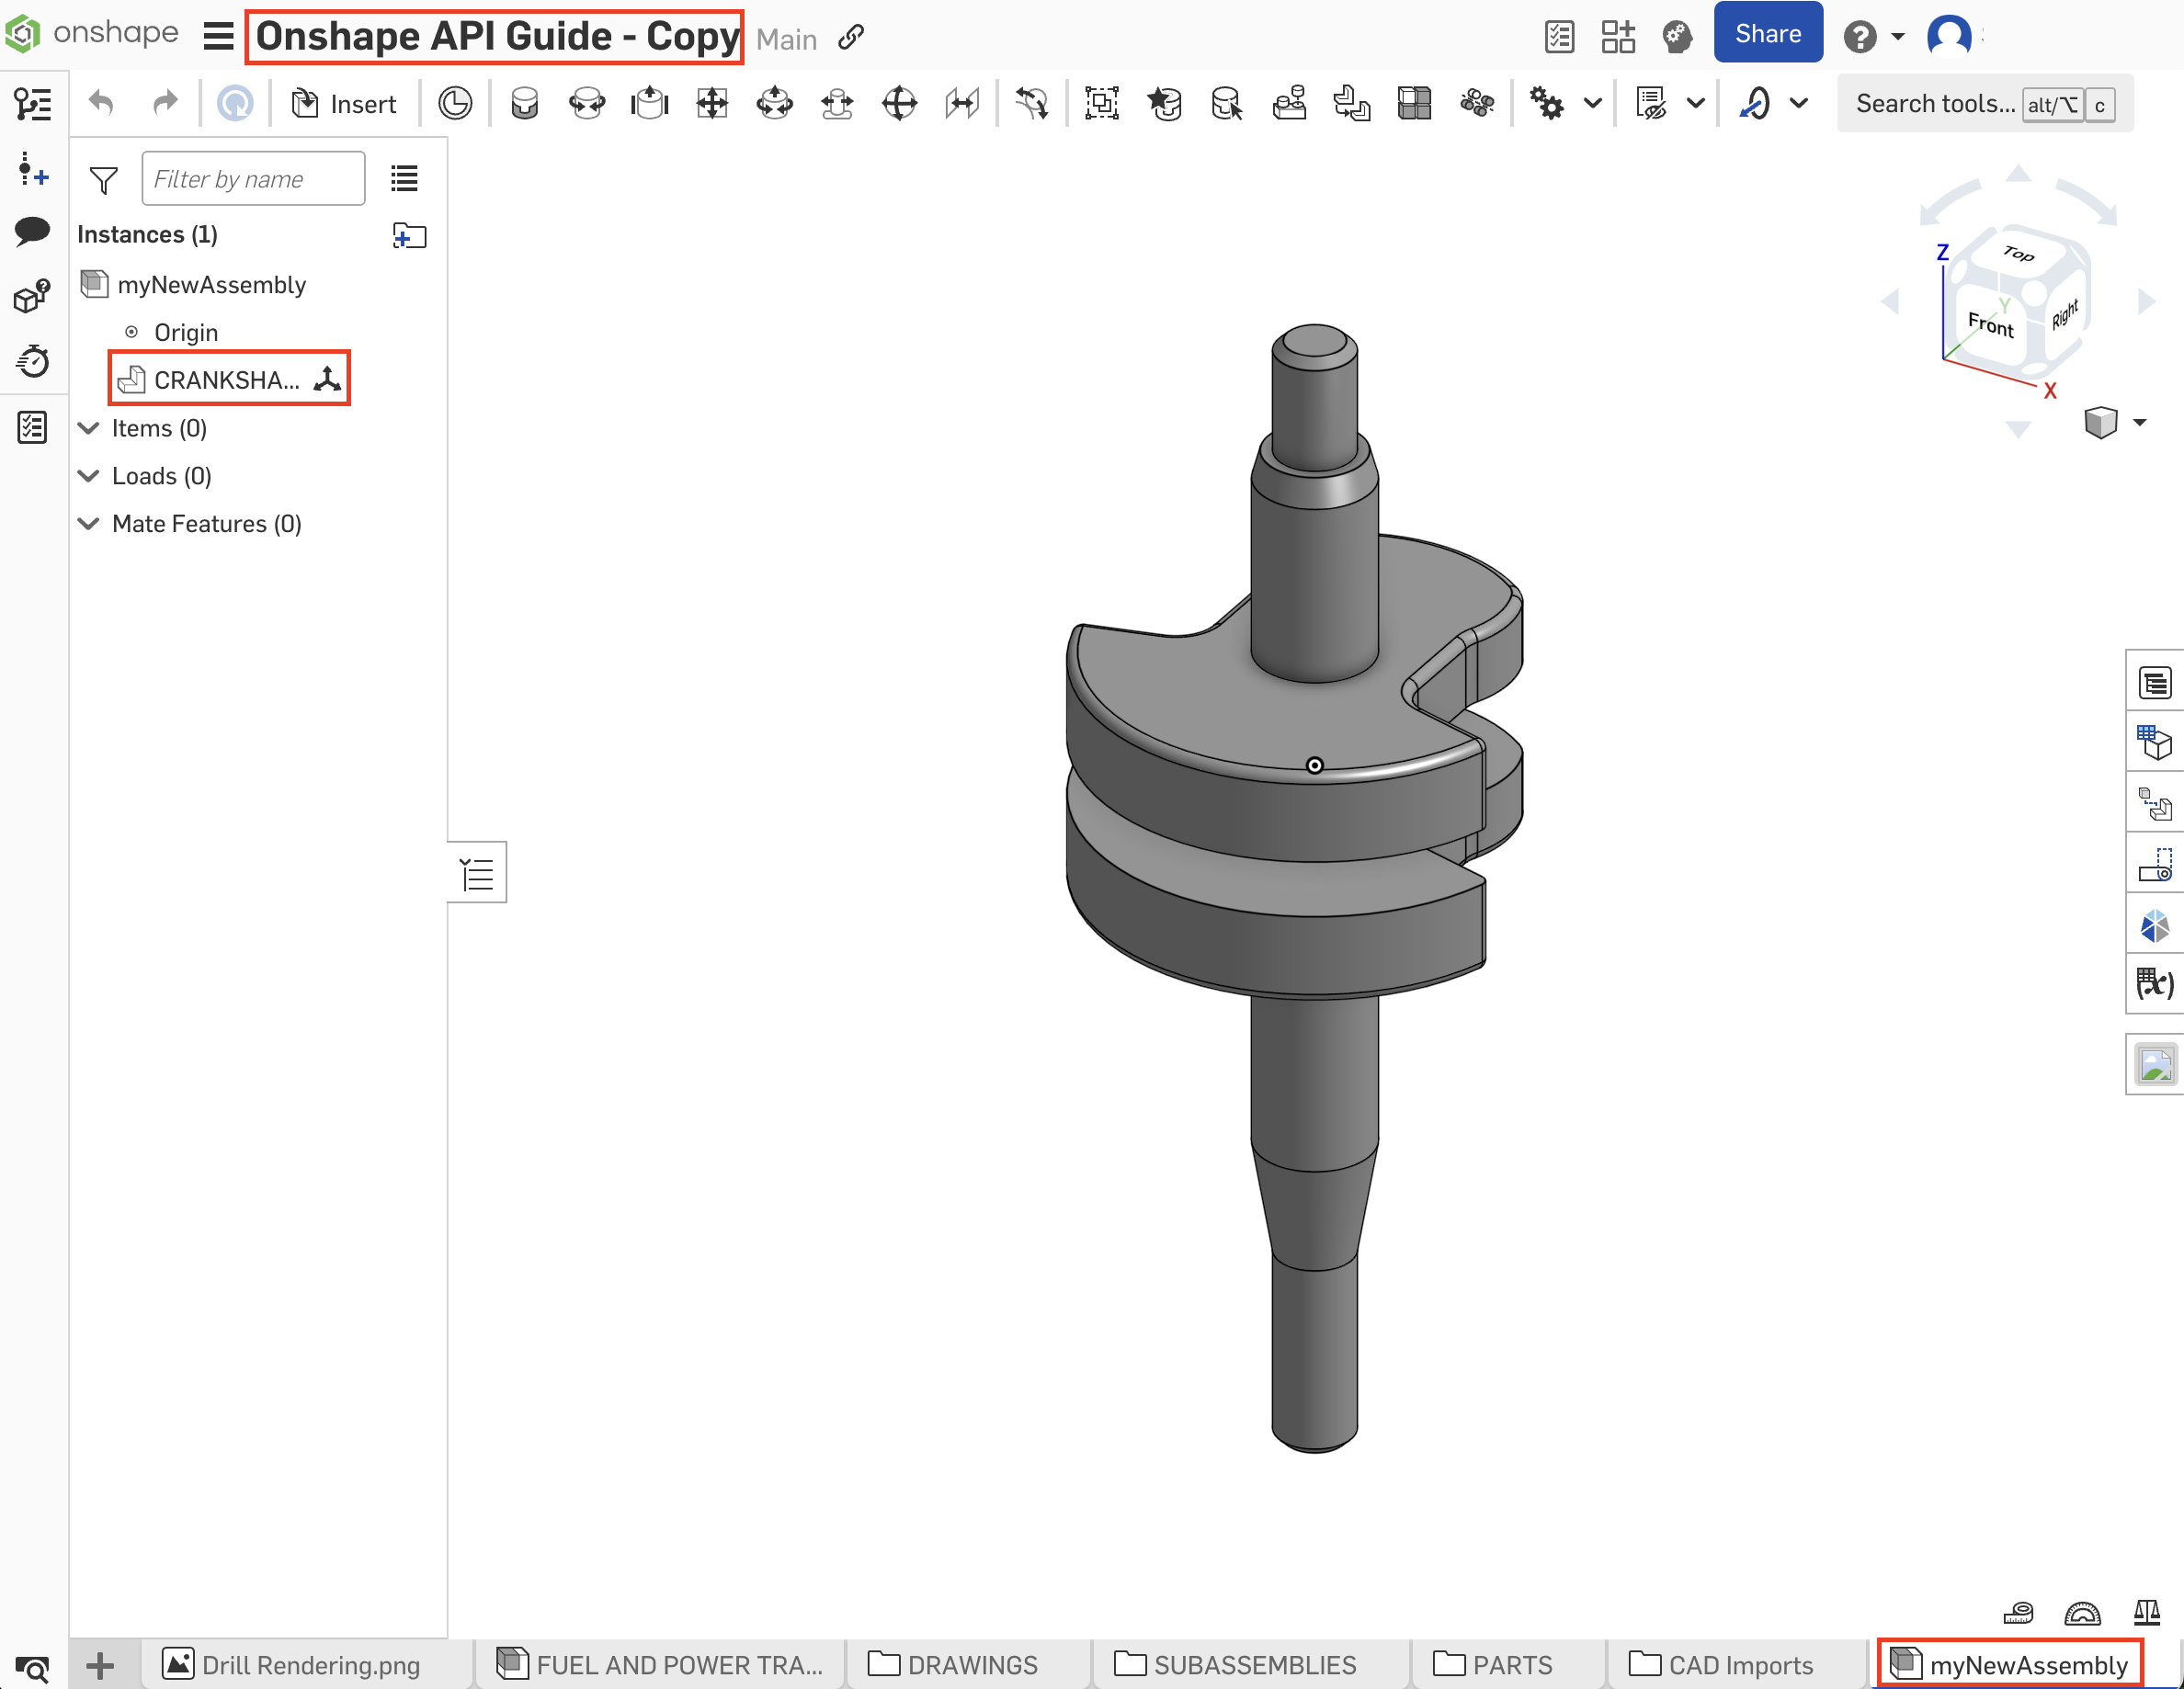 onshape Onshape API Guide - Copy Main Share
Insert Search tools... alt/⌥ c
Filter by name
Instances (1)
myNewAssembly
Origin
CRANKSHA...
Items (0)
Loads (0)
Mate Features (0)
Z
Top
Y
Front
Right
X
(x)
Drill Rendering.png FUEL AND POWER TRA... DRAWINGS SUBASSEMBLIES PARTS CAD Imports myNewAssembly